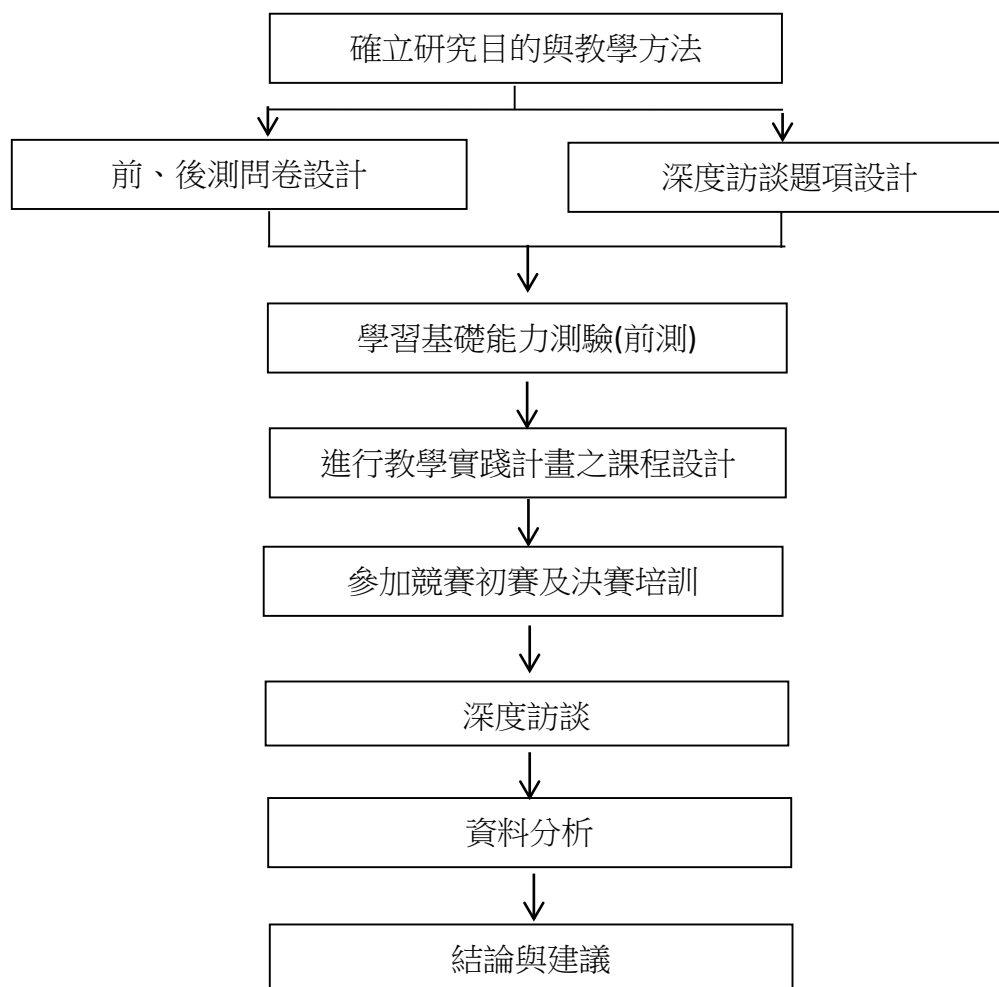 確立研究目的與教學方法
前、後測問卷設計
深度訪談題項設計
學習基礎能力測驗(前測)
進行教學實踐計畫之課程設計
參加競賽初賽及決賽培訓
深度訪談
資料分析
結論與建議